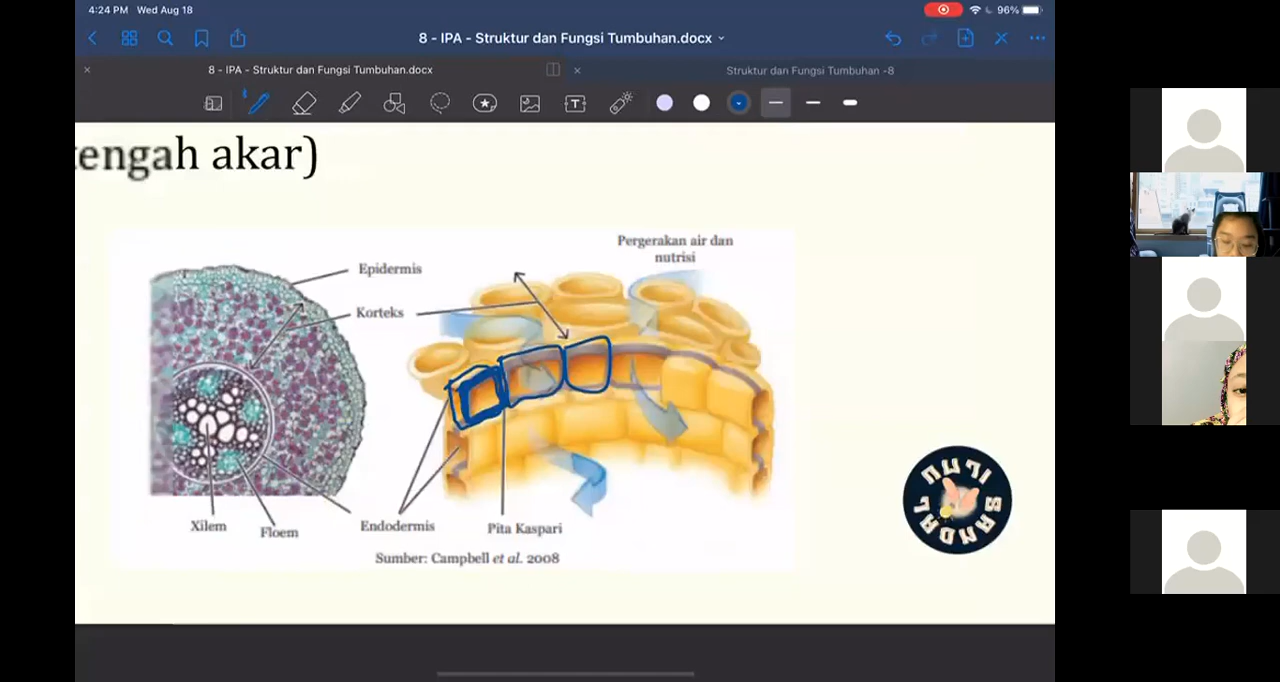 4:24 PM Wed Aug 18
96%
8 - IPA - Struktur dan Fungsi Tumbuhan.docx
8 - IPA - Struktur dan Fungsi Tumbuhan.docx
Struktur dan Fungsi Tumbuhan -8
tengah akar)
Pergerakan air dan
nutrisi
Epidermis
Korteks
Xilem
Floem
Endodermis
Pita Kaspari
Sumber: Campbell et al. 2008